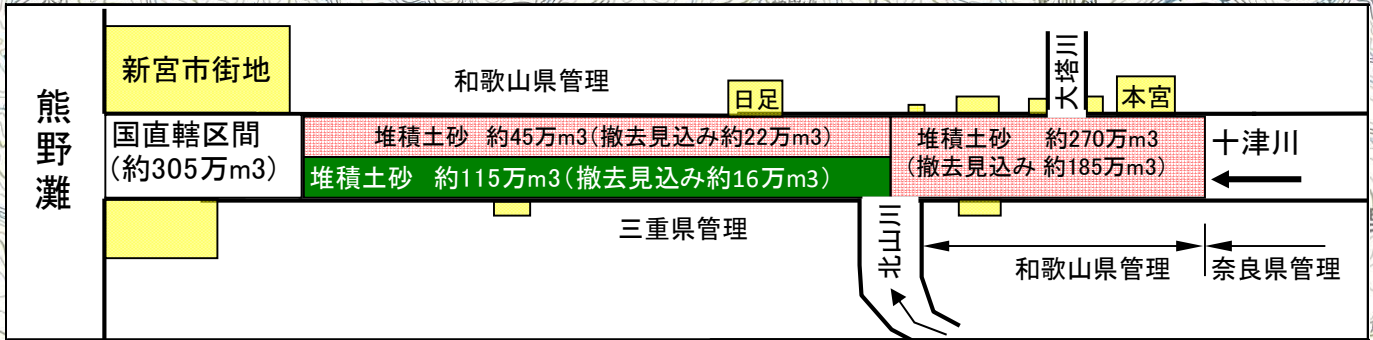 熊野灘
新宮市街地
和歌山県管理
日足
大塔川
本宮
国直轄区間
(約305万m3)
堆積土砂 約45万m3(撤去見込み約22万m3)
堆積土砂 約115万m3(撤去見込み約16万m3)
堆積土砂 約270万m3
(撤去見込み 約185万m3)
十津川
三重県管理
北山川
和歌山県管理
奈良県管理